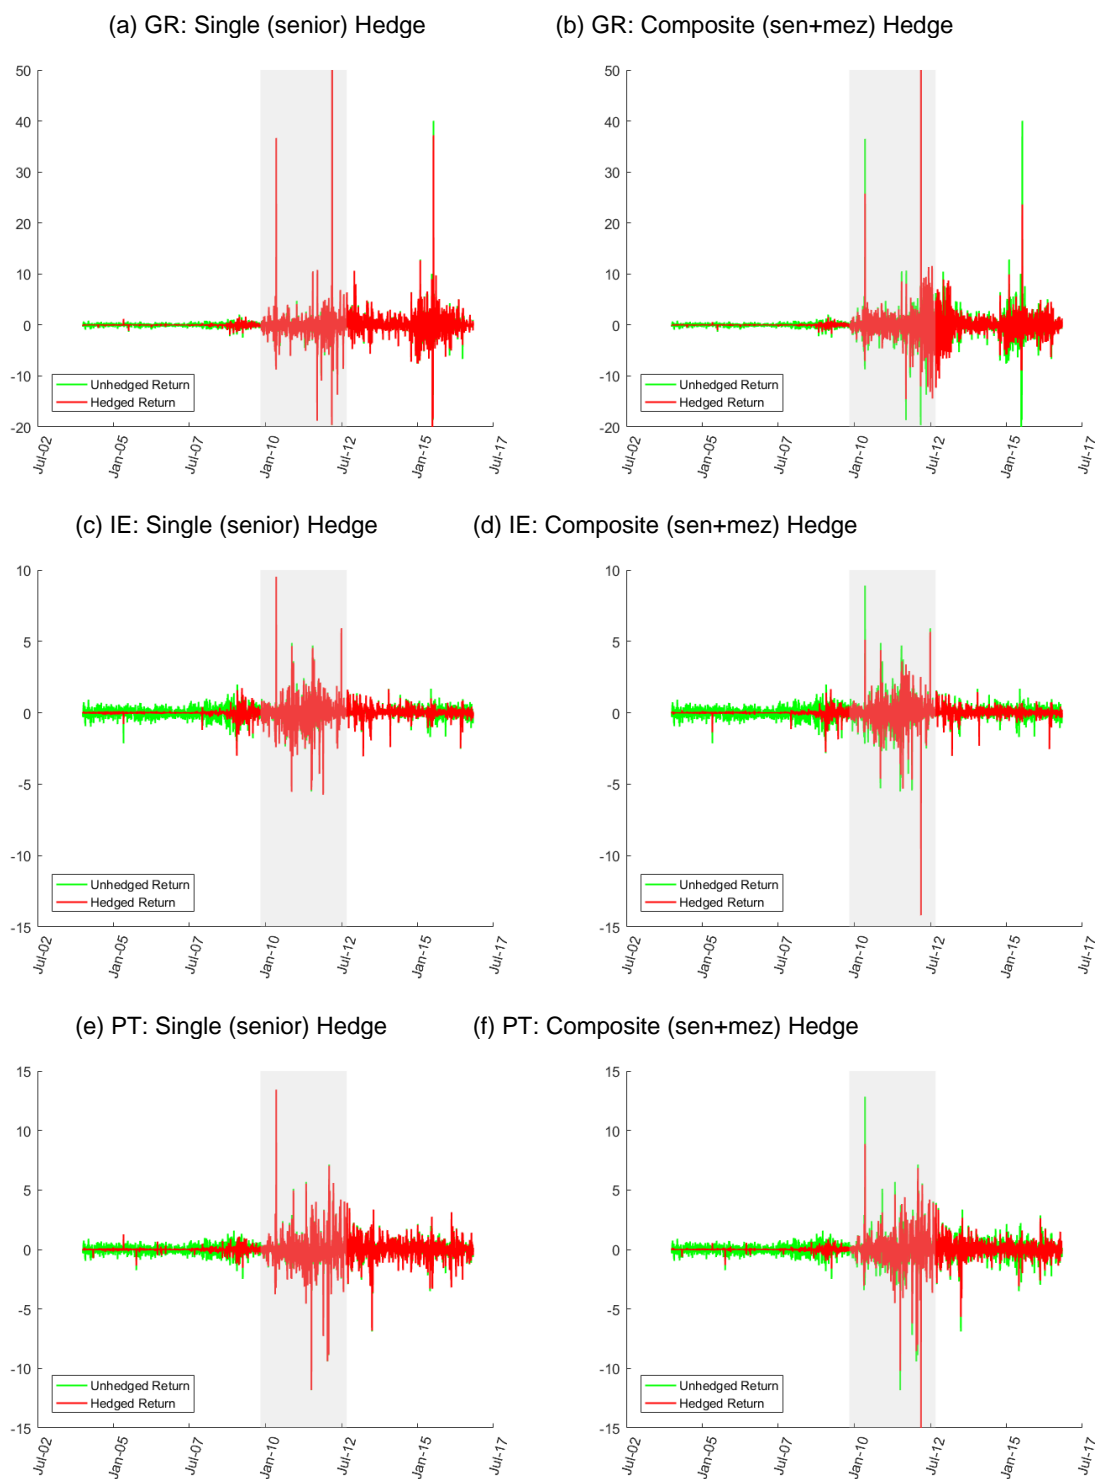 (a) GR: Single (senior) Hedge
(b) GR: Composite (sen+mez) Hedge
50
40
30
20
10
0
-10
-20
Unhedged Return
Hedged Return
Jul-02
Jan-05
Jul-07
Jan-10
Jul-12
Jan-15
Jul-17
50
40
30
20
10
0
-10
-20
Unhedged Return
Hedged Return
Jul-02
Jan-05
Jul-07
Jan-10
Jul-12
Jan-15
Jul-17
(c) IE: Single (senior) Hedge
(d) IE: Composite (sen+mez) Hedge
10
5
0
-5
-10
-15
Unhedged Return
Hedged Return
Jul-02
Jan-05
Jul-07
Jan-10
Jul-12
Jan-15
Jul-17
10
5
0
-5
-10
-15
Unhedged Return
Hedged Return
Jul-02
Jan-05
Jul-07
Jan-10
Jul-12
Jan-15
Jul-17
(e) PT: Single (senior) Hedge
(f) PT: Composite (sen+mez) Hedge
15
10
5
0
-5
-10
-15
Unhedged Return
Hedged Return
Jul-02
Jan-05
Jul-07
Jan-10
Jul-12
Jan-15
Jul-17
15
10
5
0
-5
-10
-15
Unhedged Return
Hedged Return
Jul-02
Jan-05
Jul-07
Jan-10
Jul-12
Jan-15
Jul-17